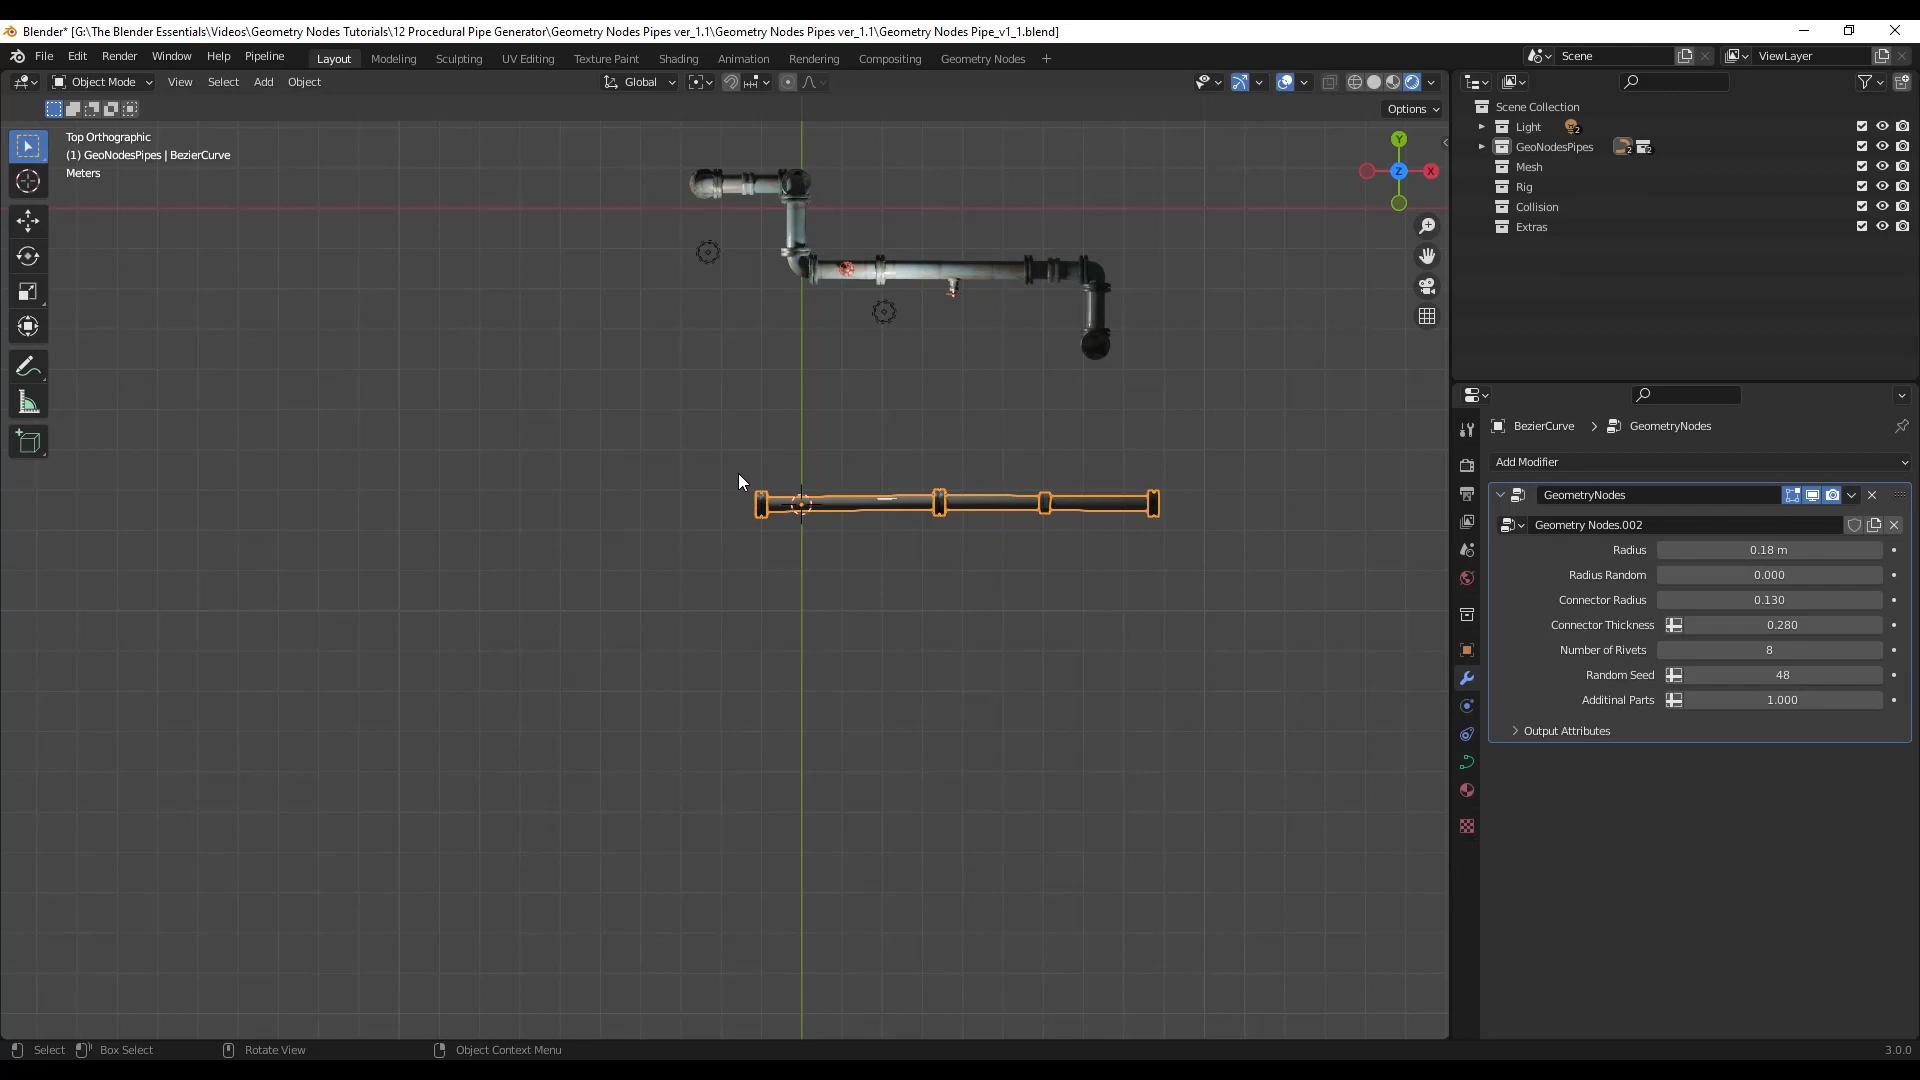 Blender* [G:\The Blender Essentials\Videos\Geometry Nodes Tutorials\12 Procedural Pipe Generator\Geometry Nodes Pipes ver_1.1\Geometry Nodes Pipes ver_1.1\Geometry Nodes Pipe_v1_1.blend]
File Edit Render Window Help Pipeline Layout Modeling Sculpting UV Editing Texture Paint Shading Animation Rendering Compositing Geometry Nodes + Scene ViewLayer
Object Mode View Select Add Object Global
Options
Top Orthographic
(1) GeoNodesPipes | BezierCurve
Meters
Y
Z
X
Scene Collection
Light 2
GeoNodesPipes 2 2
Mesh
Rig
Collision
Extras
BezierCurve > GeometryNodes
Add Modifier
GeometryNodes
Geometry Nodes.002
Radius 0.18 m
Radius Random 0.000
Connector Radius 0.130
Connector Thickness 0.280
Number of Rivets 8
Random Seed 48
Additinal Parts 1.000
Output Attributes
Select Box Select Rotate View Object Context Menu 3.0.0